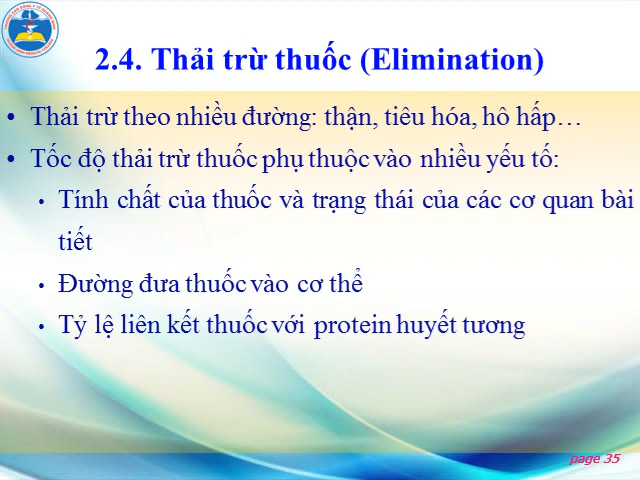 2.4. Thải trừ thuốc (Elimination)
• Thải trừ theo nhiều đường: thận, tiêu hóa, hô hấp…
• Tốc độ thải trừ thuốc phụ thuộc vào nhiều yếu tố:
• Tính chất của thuốc và trạng thái của các cơ quan bài
tiết
• Đường đưa thuốc vào cơ thể
• Tỷ lệ liên kết thuốc với protein huyết tương
page 35